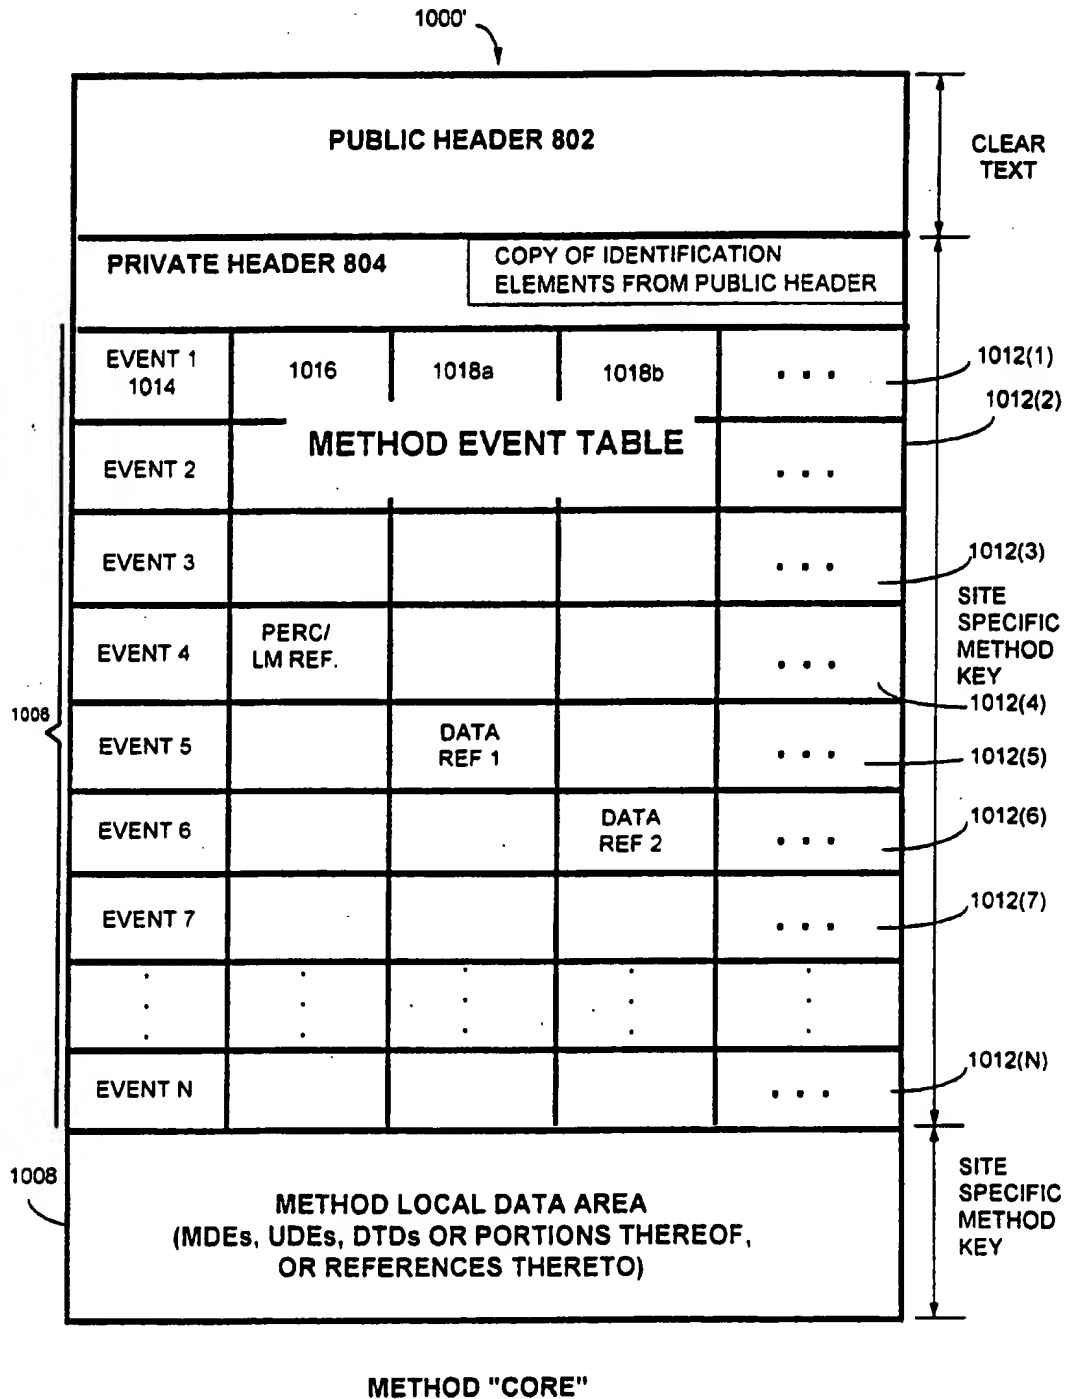 1000'
PUBLIC HEADER 802
CLEAR
TEXT
PRIVATE HEADER 804
COPY OF IDENTIFICATION
ELEMENTS FROM PUBLIC HEADER
EVENT 1
1014
1016
1018a
1018b
. . .
1012(1)
1012(2)
METHOD EVENT TABLE
EVENT 2
. . .
EVENT 3
. . .
1012(3)
SITE
SPECIFIC
METHOD
KEY
EVENT 4
PERC/
LM REF.
. . .
1012(4)
1006
EVENT 5
DATA
REF 1
. . .
1012(5)
EVENT 6
DATA
REF 2
. . .
1012(6)
EVENT 7
. . .
1012(7)
EVENT N
. . .
1012(N)
1008
METHOD LOCAL DATA AREA
(MDEs, UDEs, DTDs OR PORTIONS THEREOF,
OR REFERENCES THERETO)
SITE
SPECIFIC
METHOD
KEY
METHOD "CORE"